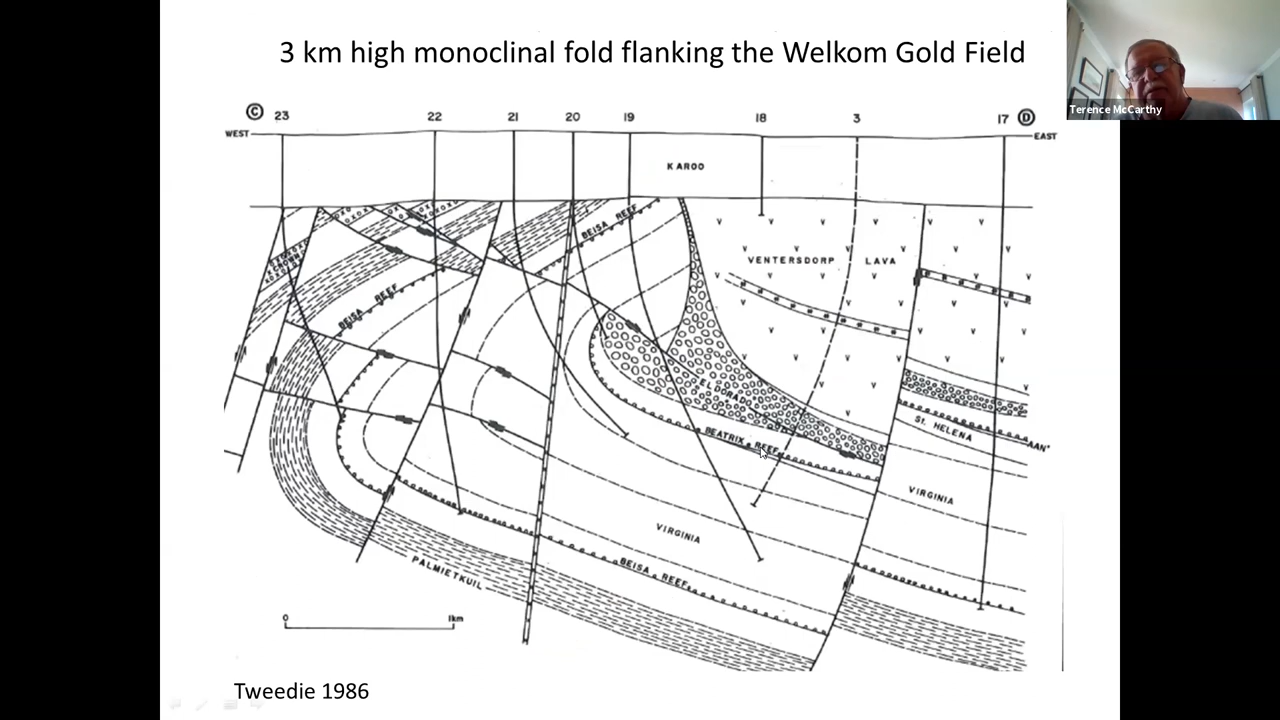 3 km high monoclinal fold flanking the Welkom Gold Field
Terence McCarthy
C 23 22 21 20 19 18 3 17 D
WEST EAST
KAROO
BEISA REEF
VENTERSDORP LAVA
BEISA REEF
ELDORADO
BEATRIX REEF
St. HELENA
VIRGINIA
VIRGINIA
BEISA REEF
PALMIETKUIL
0 1km
Tweedie 1986